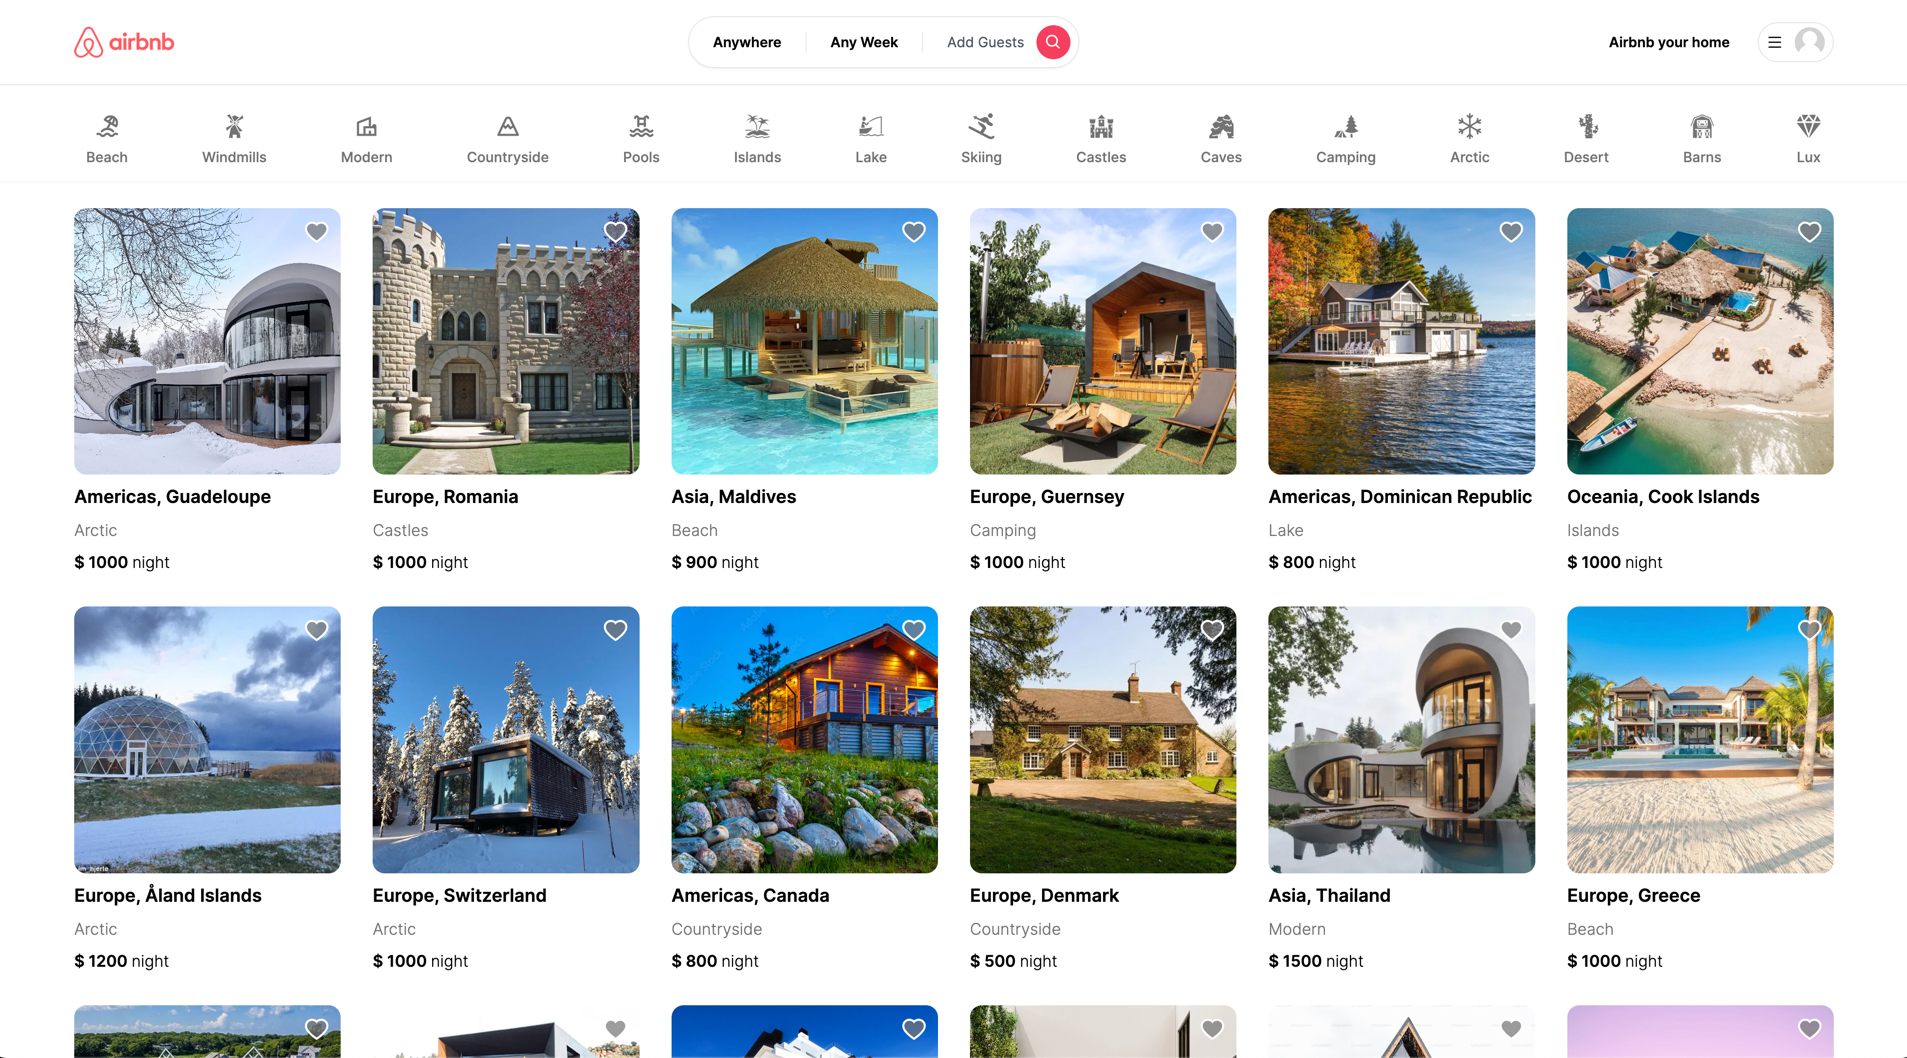 airbnb
Anywhere
Any Week
Add Guests
Airbnb your home
Beach
Windmills
Modern
Countryside
Pools
Islands
Lake
Skiing
Castles
Caves
Camping
Arctic
Desert
Barns
Lux
Americas, Guadeloupe
Arctic
$ 1000 night
Europe, Romania
Castles
$ 1000 night
Asia, Maldives
Beach
$ 900 night
Europe, Guernsey
Camping
$ 1000 night
Americas, Dominican Republic
Lake
$ 800 night
Oceania, Cook Islands
Islands
$ 1000 night
Europe, Åland Islands
Arctic
$ 1200 night
Europe, Switzerland
Arctic
$ 1000 night
Americas, Canada
Countryside
$ 800 night
Europe, Denmark
Countryside
$ 500 night
Asia, Thailand
Modern
$ 1500 night
Europe, Greece
Beach
$ 1000 night